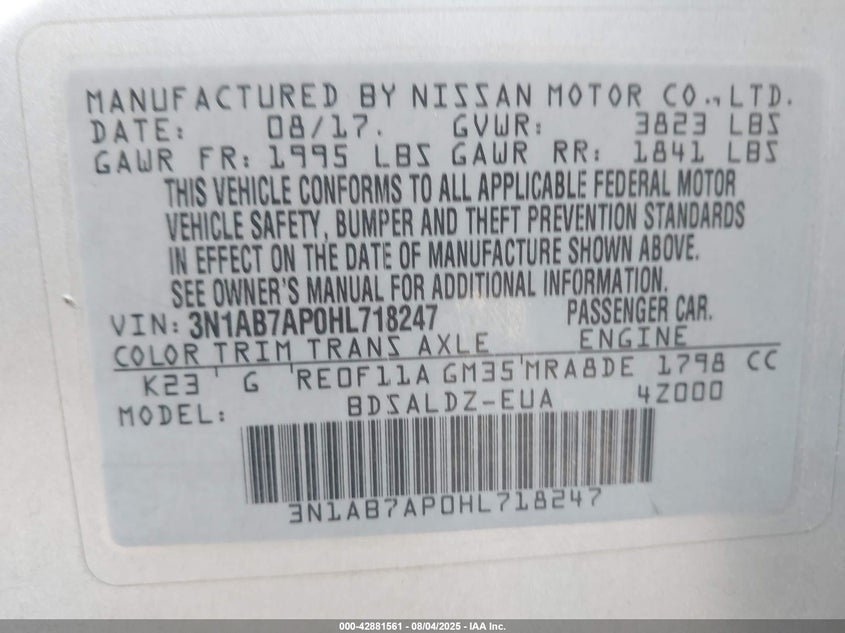 MANUFACTURED BY NISSAN MOTOR CO.,LTD.
DATE: 08/17. GVWR: 3823 LBS
GAWR FR: 1995 LBS GAWR RR: 1841 LBS
THIS VEHICLE CONFORMS TO ALL APPLICABLE FEDERAL MOTOR
VEHICLE SAFETY, BUMPER AND THEFT PREVENTION STANDARDS
IN EFFECT ON THE DATE OF MANUFACTURE SHOWN ABOVE.
SEE OWNER'S MANUAL FOR ADDITIONAL INFORMATION.
VIN: 3N1AB7AP0HL718247 PASSENGER CAR.
COLOR TRIM TRANS AXLE ENGINE
K23 G RE0F11A GM35 MRA8DE 1798 CC
MODEL: BDSALDZ-EUA 4Z000
3N1AB7AP0HL718247
000-42881561 - 08/04/2025 - IAA Inc.